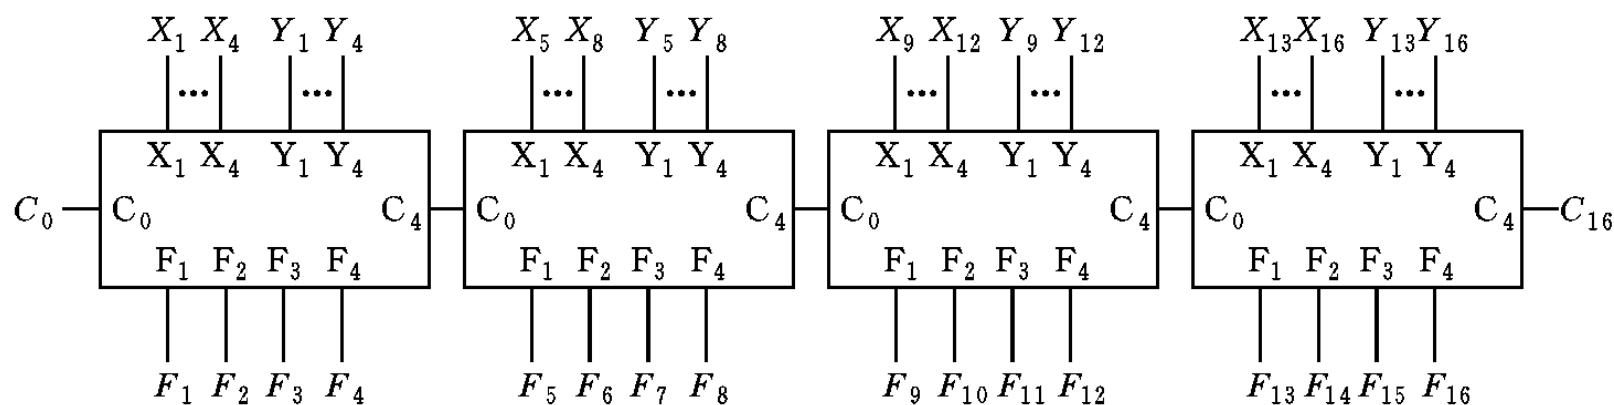 X₁ X₄ Y₁ Y₄ X₅ X₈ Y₅ Y₈ X₉ X₁₂ Y₉ Y₁₂ X₁₃ X₁₆ Y₁₃ Y₁₆
... ... ... ... ... ... ... ...
X₁ X₄ Y₁ Y₄ X₁ X₄ Y₁ Y₄ X₁ X₄ Y₁ Y₄ X₁ X₄ Y₁ Y₄
C₀ C₀ C₄ C₀ C₄ C₀ C₄ C₀ C₄ C₁₆
F₁ F₂ F₃ F₄ F₁ F₂ F₃ F₄ F₁ F₂ F₃ F₄ F₁ F₂ F₃ F₄
F₁ F₂ F₃ F₄ F₅ F₆ F₇ F₈ F₉ F₁₀ F₁₁ F₁₂ F₁₃ F₁₄ F₁₅ F₁₆